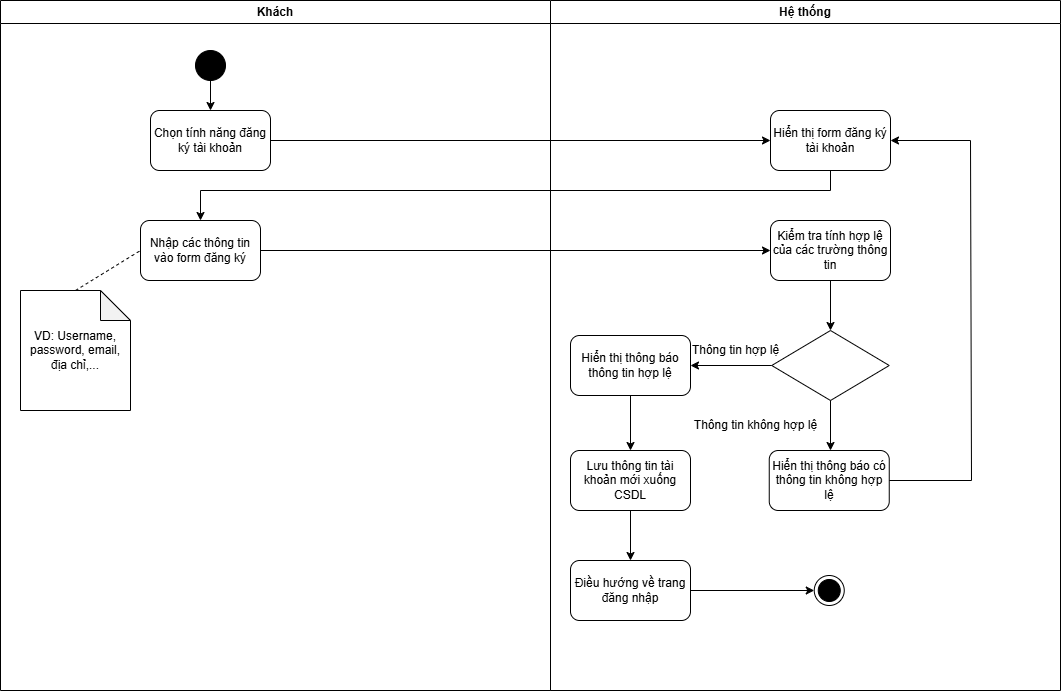 Khách
Hệ thống
Chọn tính năng đăng
ký tải khoản
Hiển thị form đăng ký
tải khoản
Nhập các thông tin
vào form đăng ký
Kiểm tra tính hợp lệ
của các trường thông
tin
VD: Username,
password, email,
địa chỉ,...
Hiển thị thông báo
thông tin hợp lệ
Thông tin hợp lệ
Thông tin không hợp lệ
Lưu thông tin tải
khoản mới xuống
CSDL
Hiển thị thông báo có
thông tin không hợp
lệ
Điều hướng về trang
đăng nhập